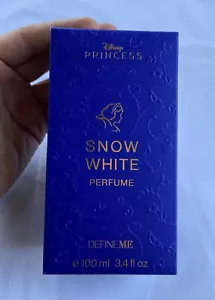 Disney
PRINCESS
SNOW
WHITE
PERFUME
DEFINEME
e 100 ml 3.4 fl oz